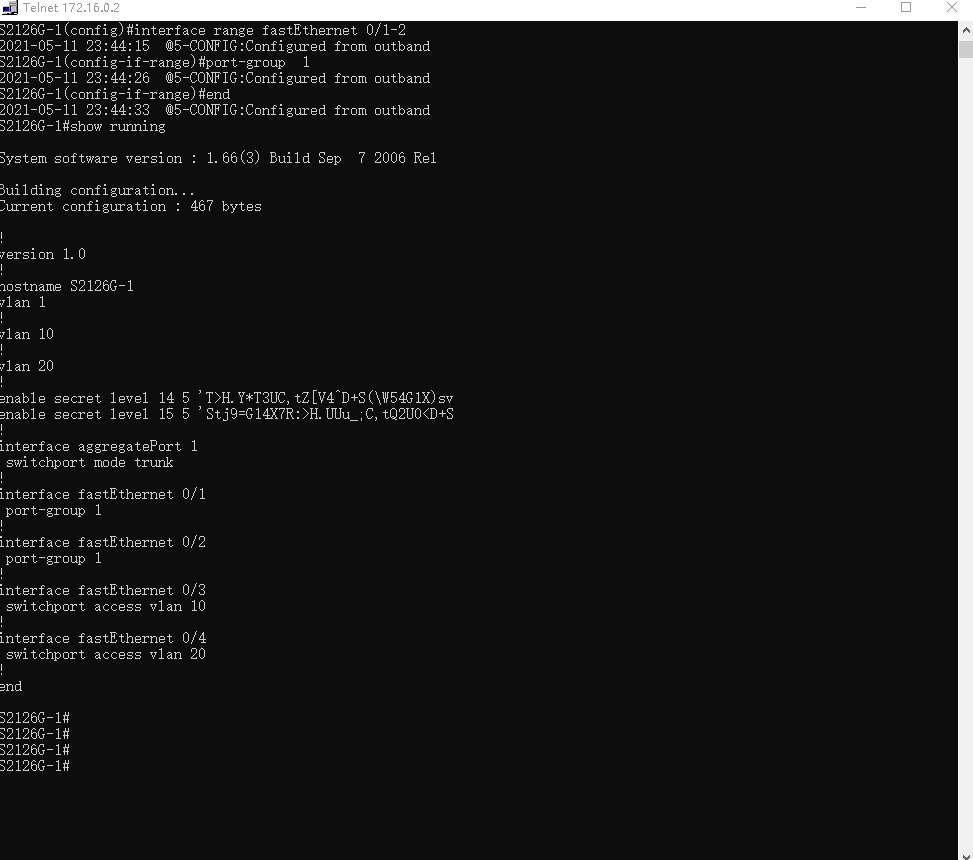 Telnet 172.16.0.2
S2126G-1(config)#interface range fastEthernet 0/1-2
2021-05-11 23:44:15  @5-CONFIG:Configured from outband
S2126G-1(config-if-range)#port-group  1
2021-05-11 23:44:26  @5-CONFIG:Configured from outband
S2126G-1(config-if-range)#end
2021-05-11 23:44:33  @5-CONFIG:Configured from outband
S2126G-1#show running
System software version : 1.66(3) Build Sep  7 2006 Rel
Building configuration...
Current configuration : 467 bytes
!
version 1.0
!
hostname S2126G-1
vlan 1
!
vlan 10
!
vlan 20
!
enable secret level 14 5 'T>H.Y*T3UC,tZ[V4^D+S(\W54G1X)sv
enable secret level 15 5 'Stj9=G14X7R:>H.UUu_;C,tQ2U0<D+S
!
interface aggregatePort 1
 switchport mode trunk
!
interface fastEthernet 0/1
 port-group 1
!
interface fastEthernet 0/2
 port-group 1
!
interface fastEthernet 0/3
 switchport access vlan 10
!
interface fastEthernet 0/4
 switchport access vlan 20
!
end
S2126G-1#
S2126G-1#
S2126G-1#
S2126G-1#